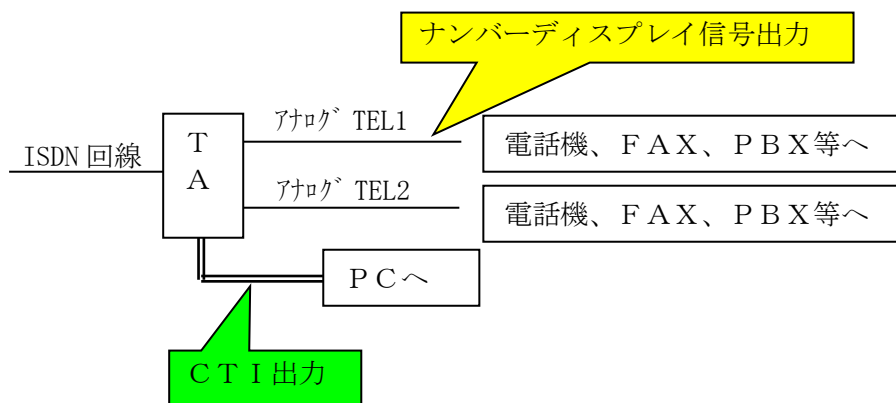 ナンバーディスプレイ信号出力
ISDN 回線
ＴＡ
ｱﾅﾛｸﾞ TEL1
電話機、ＦＡＸ、ＰＢＸ等へ
ｱﾅﾛｸﾞ TEL2
電話機、ＦＡＸ、ＰＢＸ等へ
ＰＣへ
ＣＴＩ出力